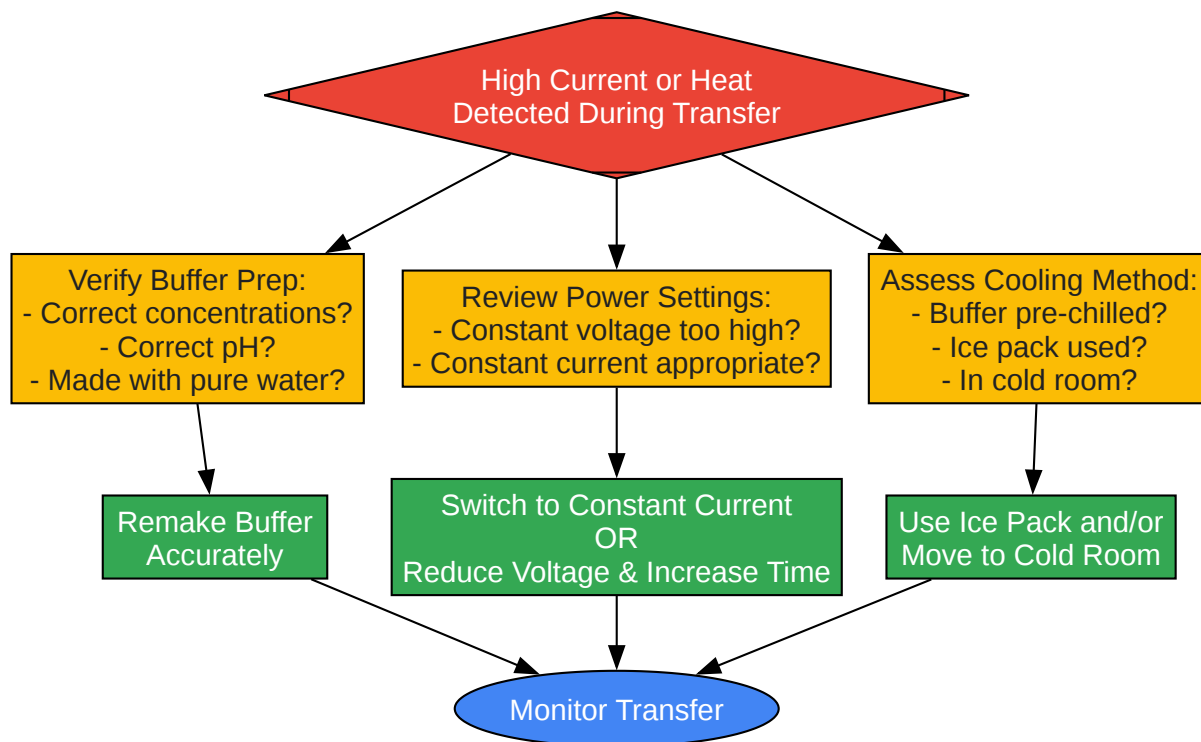 High Current or Heat
Detected During Transfer
Verify Buffer Prep:
- Correct concentrations?
- Correct pH?
- Made with pure water?
Review Power Settings:
- Constant voltage too high?
- Constant current appropriate?
Assess Cooling Method:
- Buffer pre-chilled?
- Ice pack used?
- In cold room?
Remake Buffer
Accurately
Switch to Constant Current
OR
Reduce Voltage & Increase Time
Use Ice Pack and/or
Move to Cold Room
Monitor Transfer